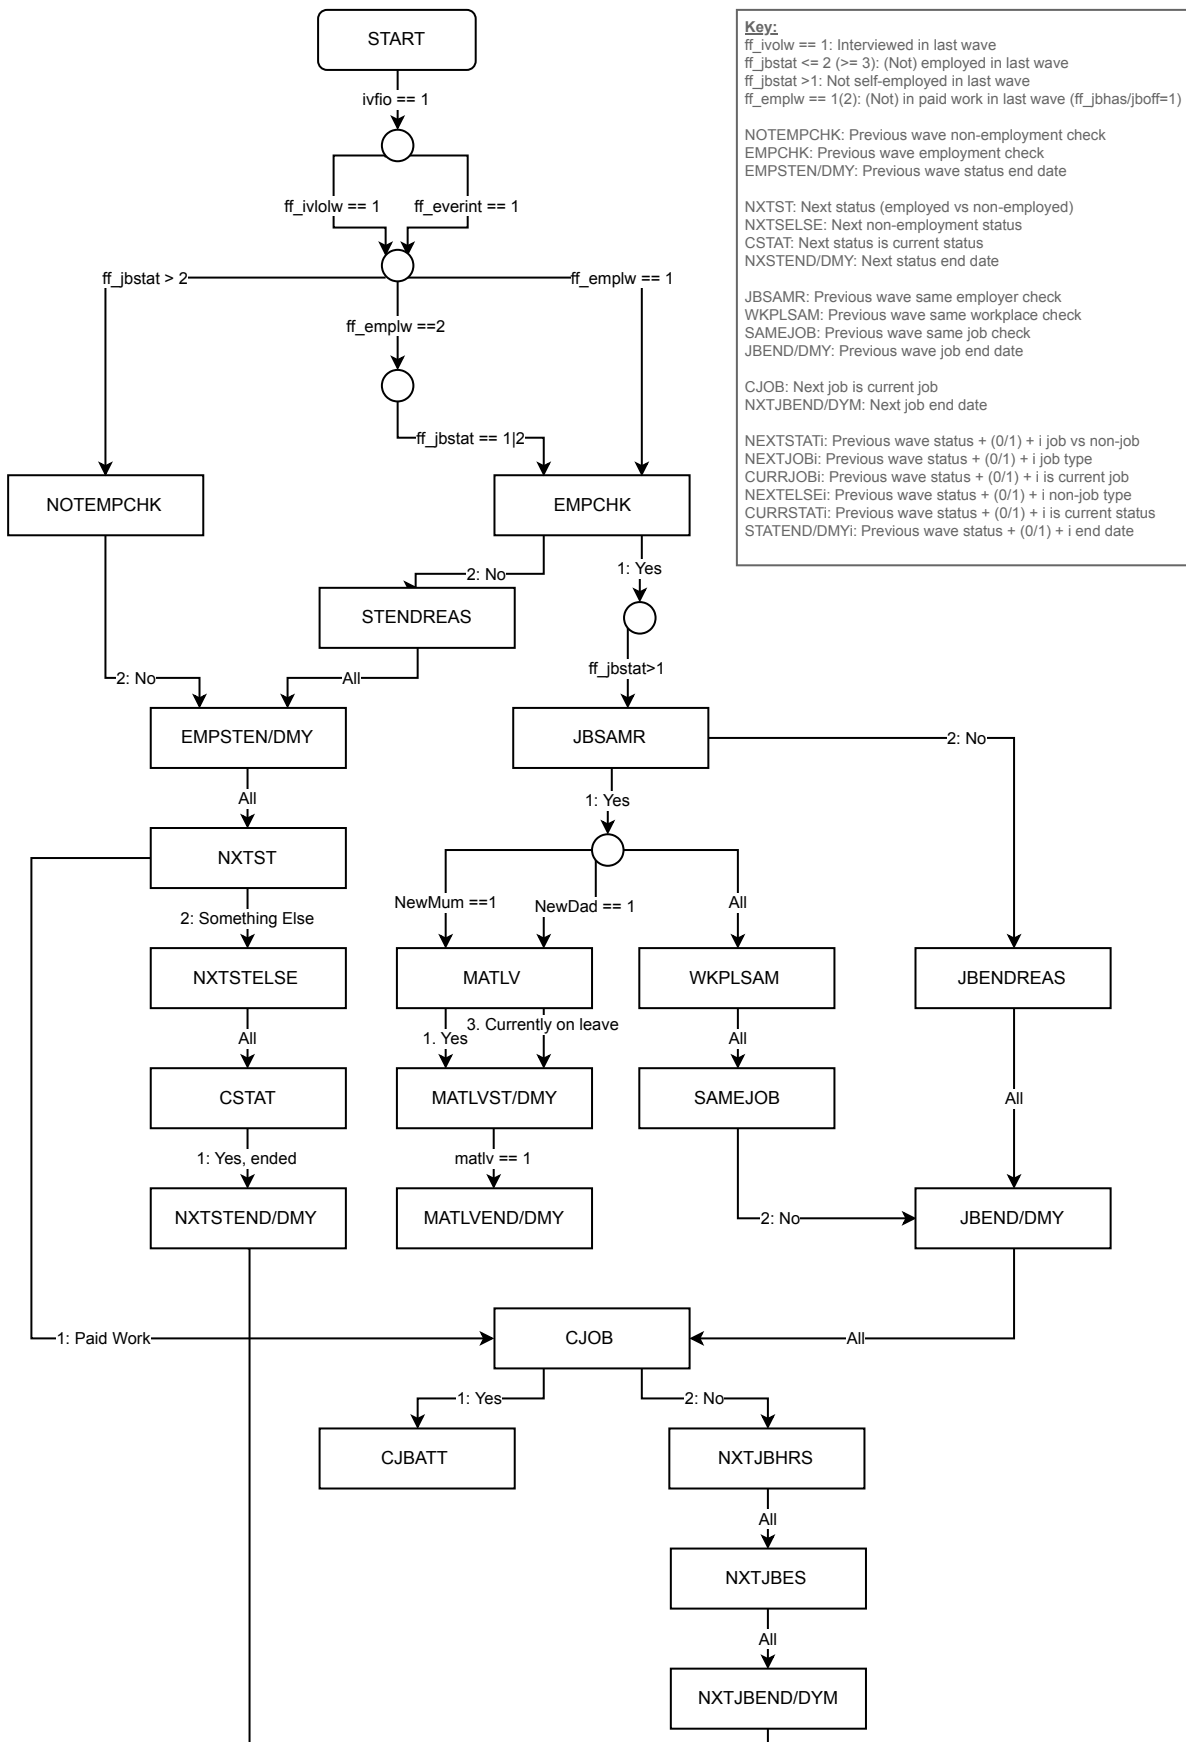 START
Key:
ff_ivolw == 1: Interviewed in last wave
ff_jbstat <= 2 (>= 3): (Not) employed in last wave
ff_jbstat >1: Not self-employed in last wave
ff_emplw == 1(2): (Not) in paid work in last wave (ff_jbhas/jboff=1)
NOTEMPCHK: Previous wave non-employment check
EMPCHK: Previous wave employment check
EMPSTEN/DMY: Previous wave status end date
NXTST: Next status (employed vs non-employed)
NXTSELSE: Next non-employment status
CSTAT: Next status is current status
NXSTEND/DMY: Next status end date
JBSAMR: Previous wave same employer check
WKPLSAM: Previous wave same workplace check
SAMEJOB: Previous wave same job check
JBEND/DMY: Previous wave job end date
CJOB: Next job is current job
NXTJBEND/DYM: Next job end date
NEXTSTATi: Previous wave status + (0/1) + i job vs non-job
NEXTJOBi: Previous wave status + (0/1) + i job type
CURRJOBi: Previous wave status + (0/1) + i is current job
NEXTELSEi: Previous wave status + (0/1) + i non-job type
CURRSTATi: Previous wave status + (0/1) + i is current status
STATEND/DMYi: Previous wave status + (0/1) + i end date
ivfio == 1
ff_ivlolw == 1
ff_everint == 1
ff_jbstat > 2
ff_emplw == 1
ff_emplw ==2
ff_jbstat == 1|2
NOTEMPCHK
EMPCHK
2: No
1: Yes
STENDREAS
ff_jbstat>1
2: No
All
EMPSTEN/DMY
JBSAMR
2: No
All
1: Yes
NXTST
NewMum ==1
NewDad == 1
All
2: Something Else
NXTSTELSE
MATLV
WKPLSAM
JBENDREAS
All
1. Yes
3. Currently on leave
All
CSTAT
MATLVST/DMY
SAMEJOB
All
1: Yes, ended
matlv == 1
NXTSTEND/DMY
MATLVEND/DMY
2: No
JBEND/DMY
1: Paid Work
CJOB
All
1: Yes
2: No
CJBATT
NXTJBHRS
All
NXTJBES
All
NXTJBEND/DYM